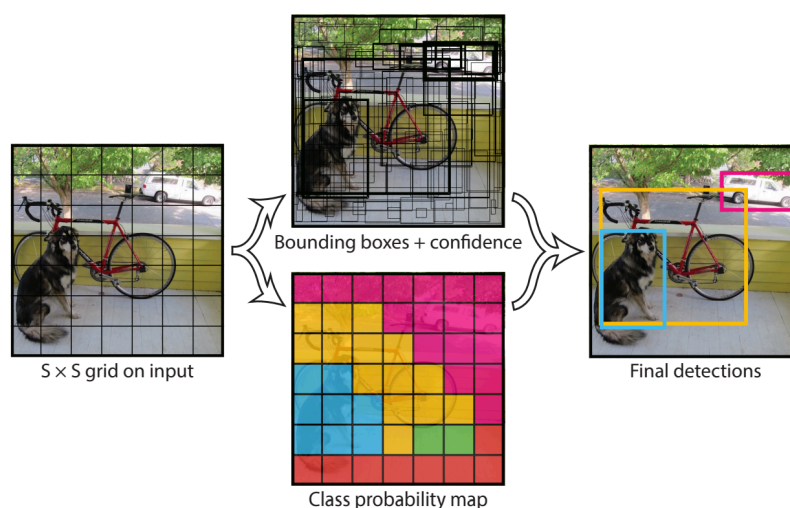 Bounding boxes + confidence
S × S grid on input
Final detections
Class probability map